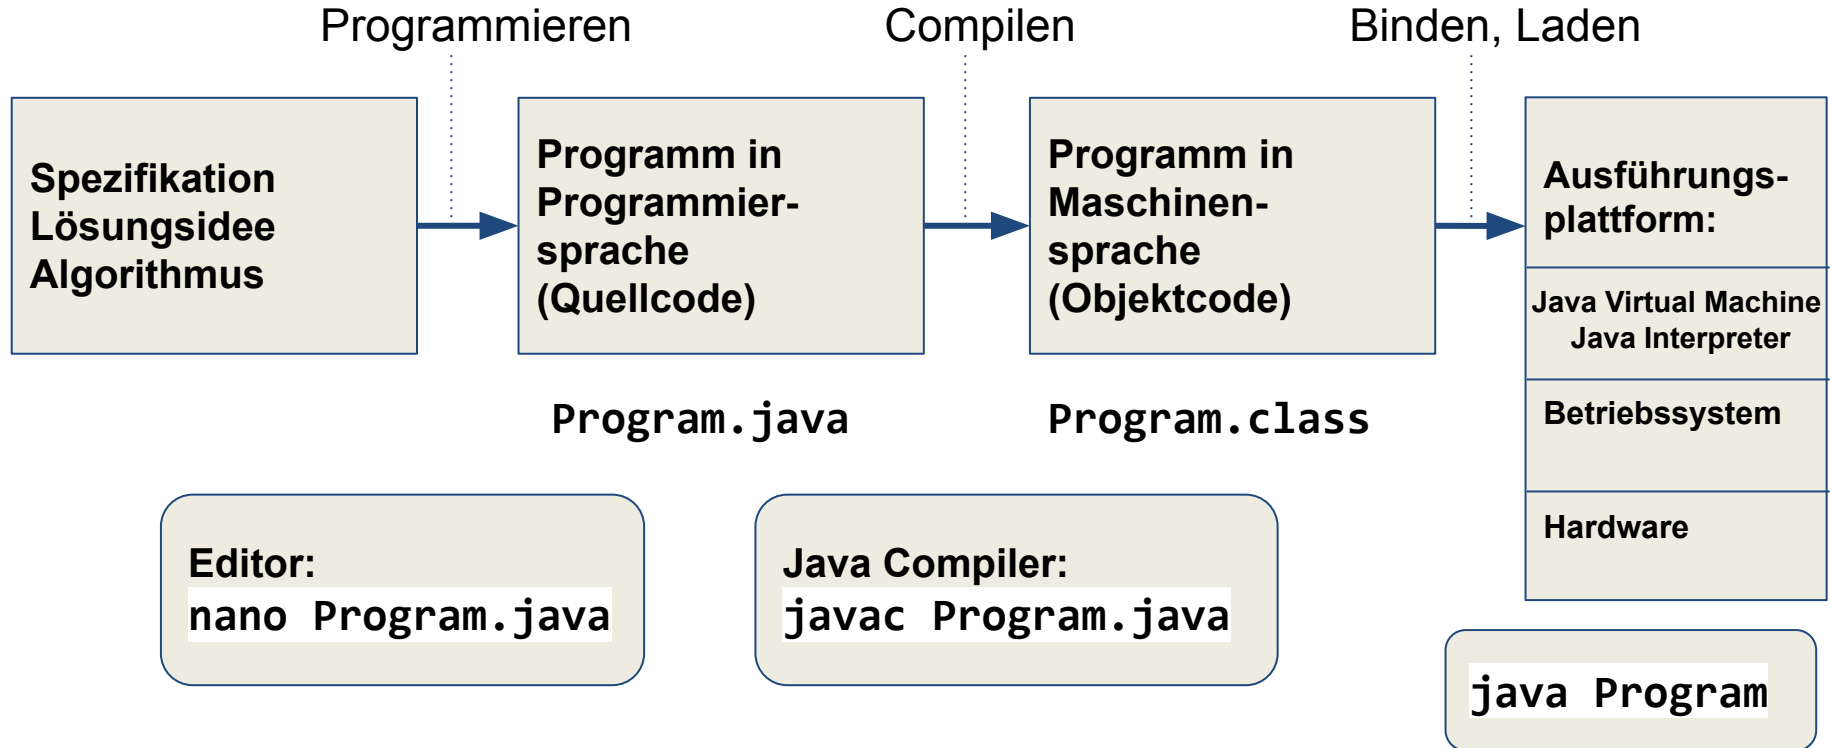 Programmieren
Compilen
Binden, Laden
Spezifikation
Lösungsidee
Algorithmus
Programm in
Programmier-
sprache
(Quellcode)
Programm in
Maschinen-
sprache
(Objektcode)
Ausführungs-
plattform:
Java Virtual Machine
Java Interpreter
Betriebssystem
Hardware
Program.java
Program.class
Editor:
nano Program.java
Java Compiler:
javac Program.java
java Program